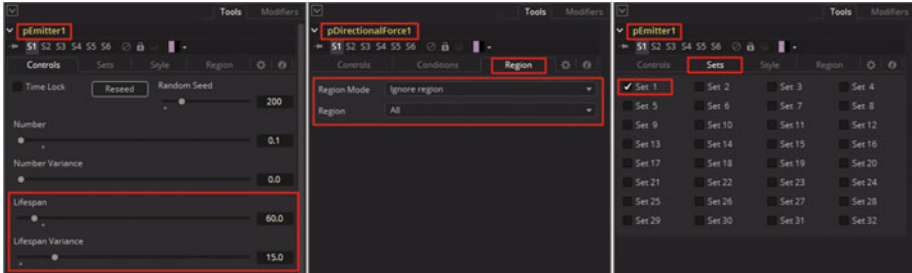 Tools Modifiers
pEmitter1
S1 S2 S3 S4 S5 S6
Controls Sets Style Region
Time Lock Reseed Random Seed
200
Number
0.1
Number Variance
0.0
Lifespan
60.0
Lifespan Variance
15.0
Tools Modifiers
pDirectionalForce1
S1 S2 S3 S4 S5 S6
Controls Conditions Region
Region Mode Ignore region
Region All
Tools Modifiers
pEmitter1
S1 S2 S3 S4 S5 S6
Controls Sets Style Region
Set 1 Set 2 Set 3 Set 4
Set 5 Set 6 Set 7 Set 8
Set 9 Set 10 Set 11 Set 12
Set 13 Set 14 Set 15 Set 16
Set 17 Set 18 Set 19 Set 20
Set 21 Set 22 Set 23 Set 24
Set 25 Set 26 Set 27 Set 28
Set 29 Set 30 Set 31 Set 32